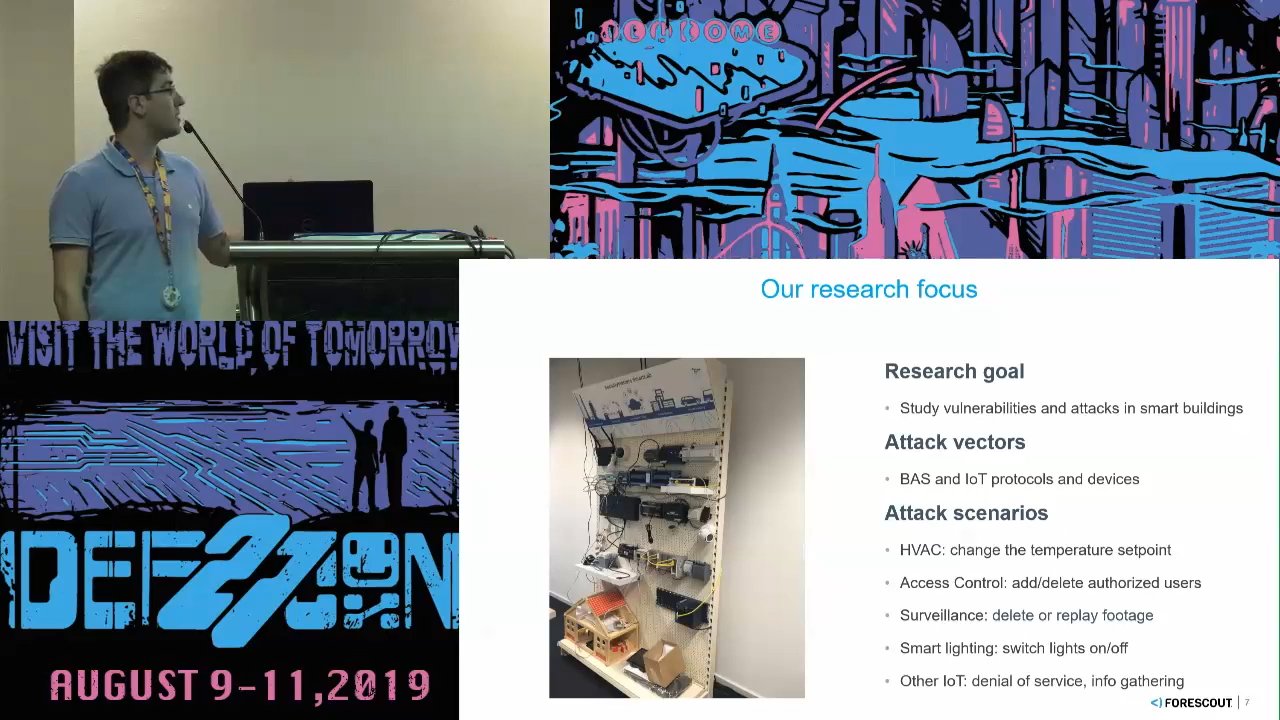 WELCOME
VISIT THE WORLD OF TOMORROW
DEF CON
27
AUGUST 9-11,2019
Our research focus
Research goal
• Study vulnerabilities and attacks in smart buildings
Attack vectors
• BAS and IoT protocols and devices
Attack scenarios
• HVAC: change the temperature setpoint
• Access Control: add/delete authorized users
• Surveillance: delete or replay footage
• Smart lighting: switch lights on/off
• Other IoT: denial of service, info gathering
<) FORESCOUT | 7